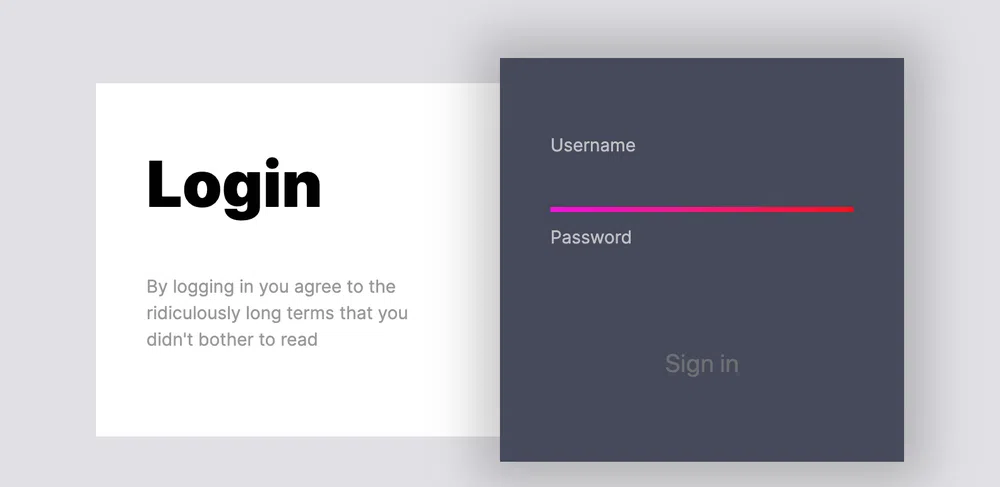 Login
By logging in you agree to the
ridiculously long terms that you
didn't bother to read
Username
Password
Sign in